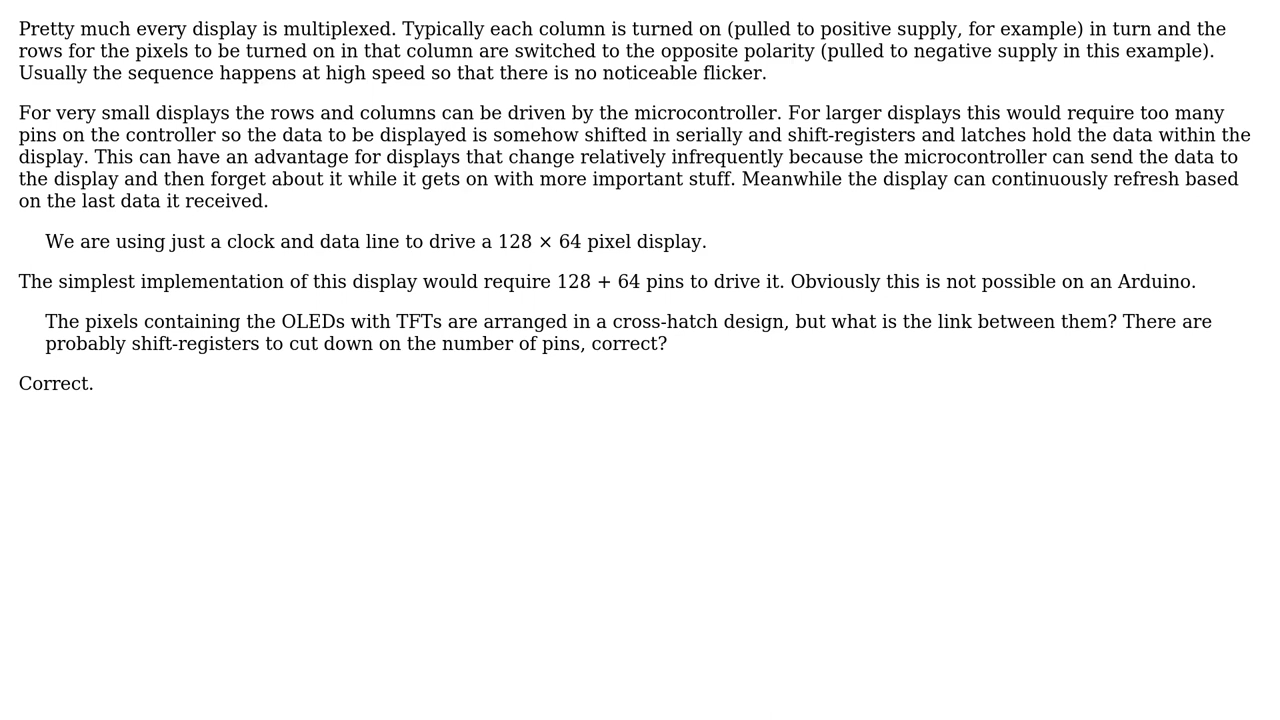 Pretty much every display is multiplexed. Typically each column is turned on (pulled to positive supply, for example) in turn and the
rows for the pixels to be turned on in that column are switched to the opposite polarity (pulled to negative supply in this example).
Usually the sequence happens at high speed so that there is no noticeable flicker.
For very small displays the rows and columns can be driven by the microcontroller. For larger displays this would require too many
pins on the controller so the data to be displayed is somehow shifted in serially and shift-registers and latches hold the data within the
display. This can have an advantage for displays that change relatively infrequently because the microcontroller can send the data to
the display and then forget about it while it gets on with more important stuff. Meanwhile the display can continuously refresh based
on the last data it received.
We are using just a clock and data line to drive a 128 × 64 pixel display.
The simplest implementation of this display would require 128 + 64 pins to drive it. Obviously this is not possible on an Arduino.
The pixels containing the OLEDs with TFTs are arranged in a cross-hatch design, but what is the link between them? There are
probably shift-registers to cut down on the number of pins, correct?
Correct.